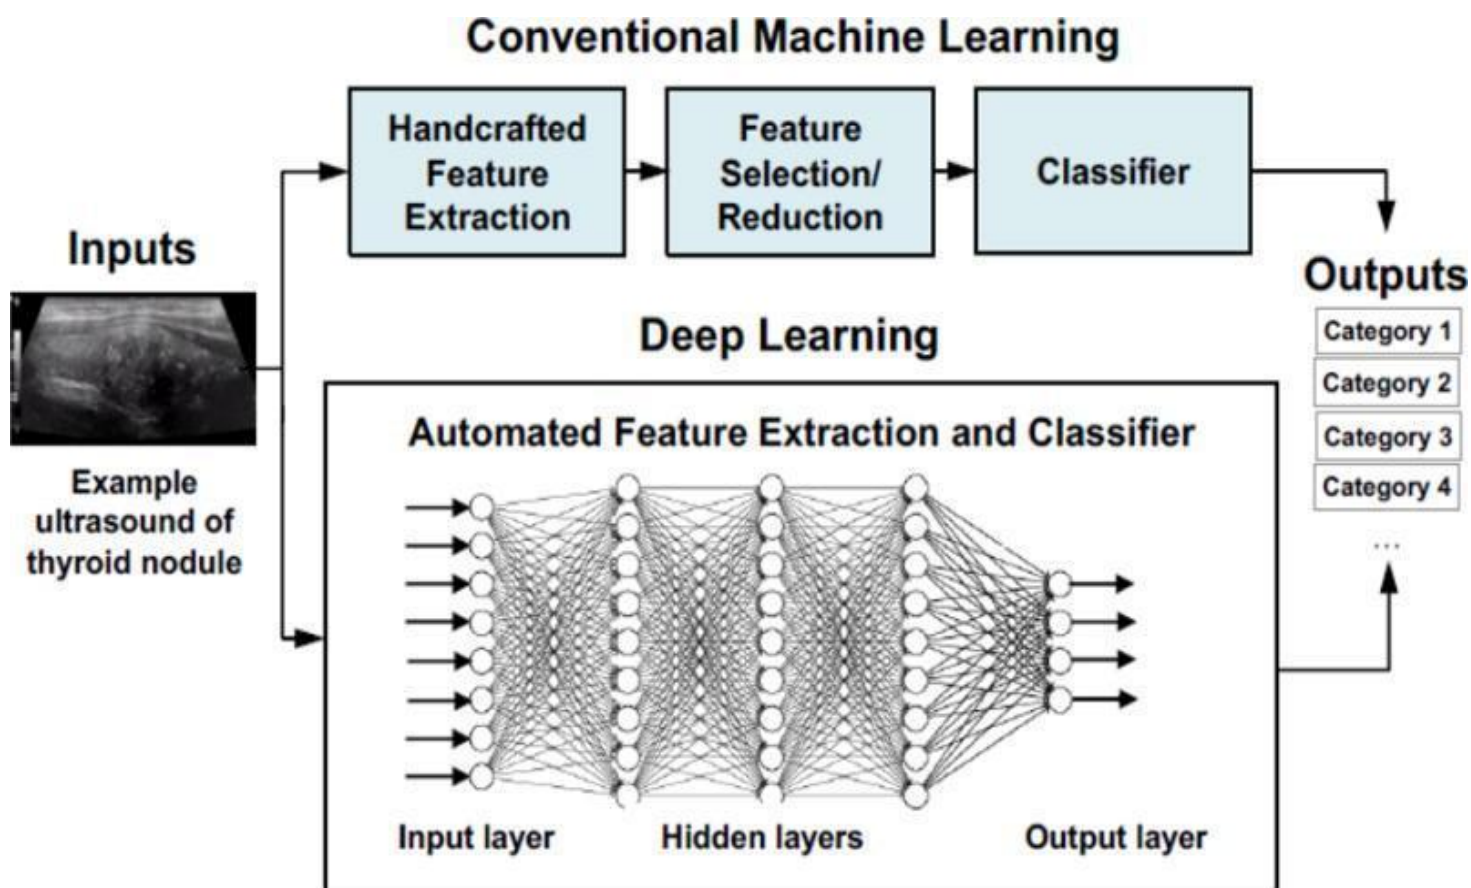 Conventional Machine Learning
Handcrafted
Feature
Extraction
Feature
Selection/
Reduction
Classifier
Inputs
Example
ultrasound of
thyroid nodule
Outputs
Category 1
Category 2
Category 3
Category 4
...
Deep Learning
Automated Feature Extraction and Classifier
Input layer
Hidden layers
Output layer